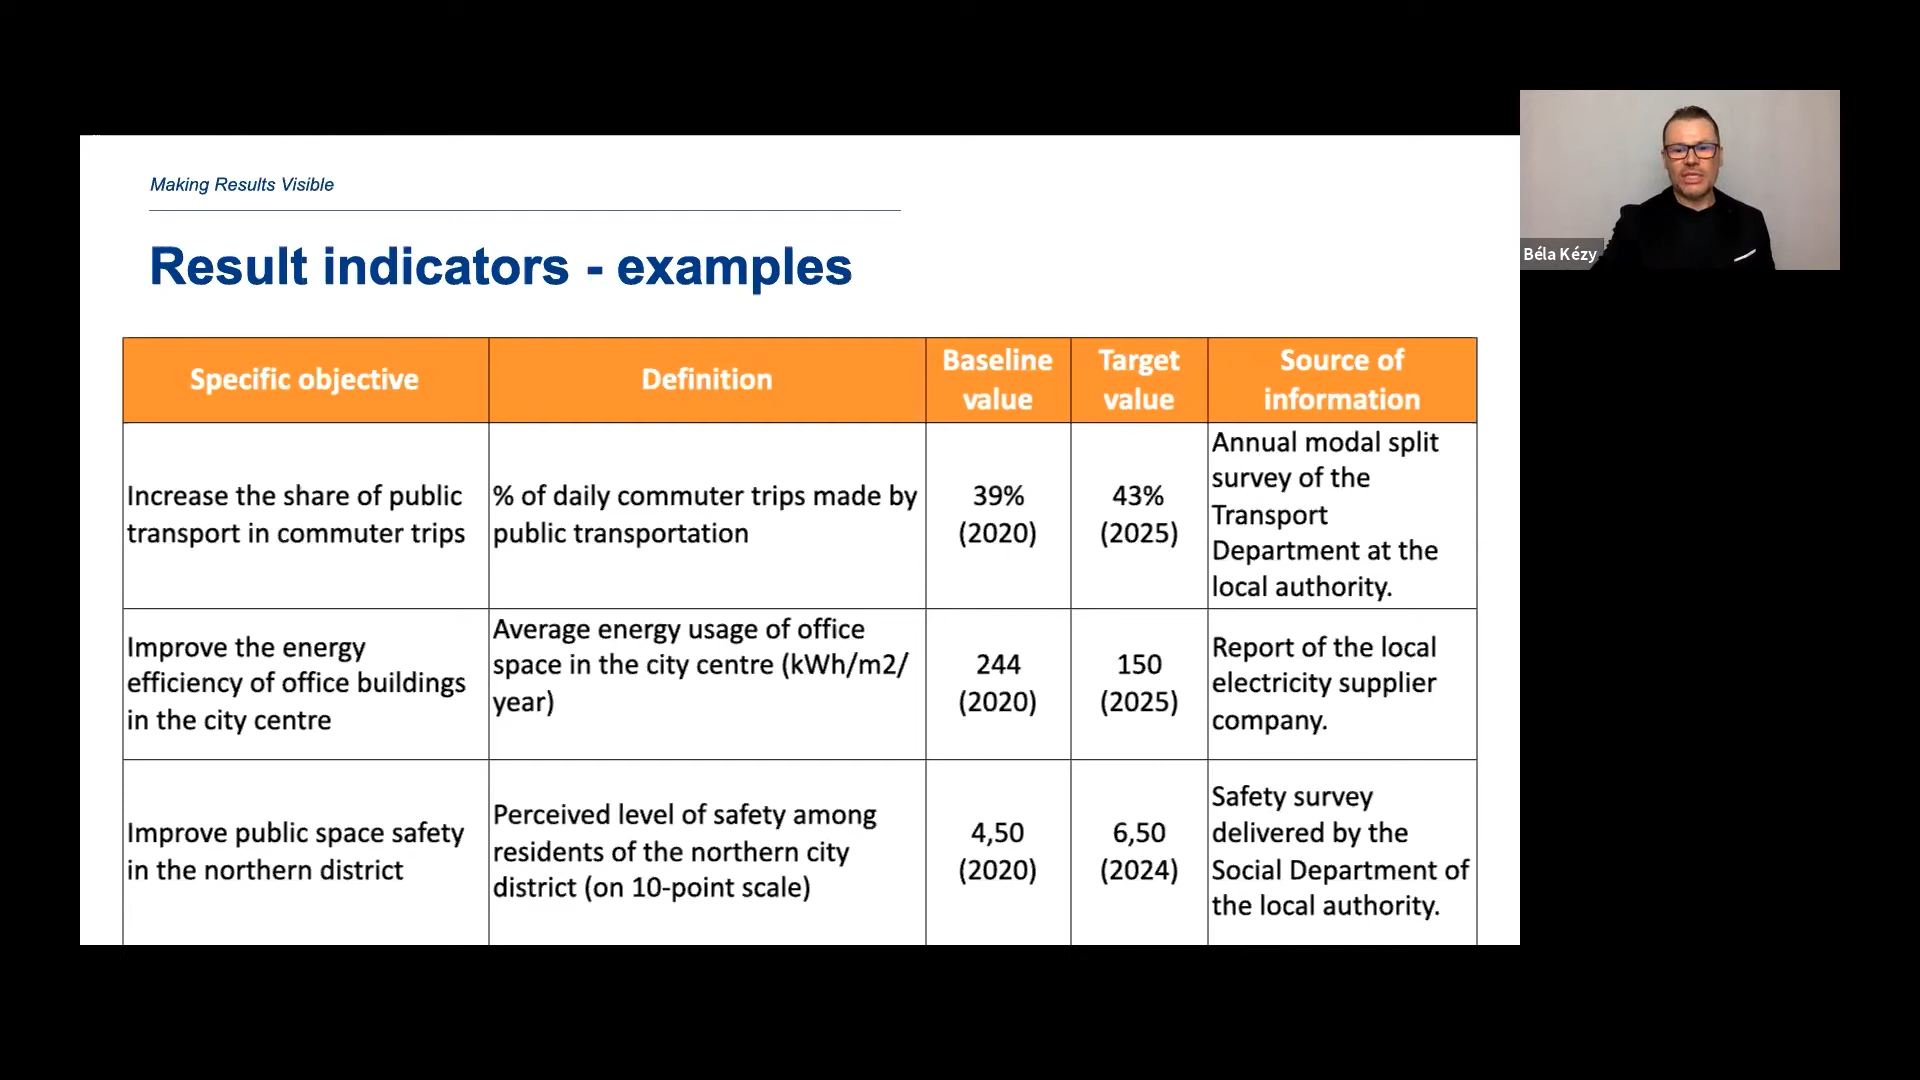 Making Results Visible
Result indicators - examples
Specific objective
Definition
Baseline
value
Target
value
Source of
information
Increase the share of public
transport in commuter trips
% of daily commuter trips made by
public transportation
39%
(2020)
43%
(2025)
Annual modal split
survey of the
Transport
Department at the
local authority.
Improve the energy
efficiency of office buildings
in the city centre
Average energy usage of office
space in the city centre (kWh/m2/
year)
244
(2020)
150
(2025)
Report of the local
electricity supplier
company.
Improve public space safety
in the northern district
Perceived level of safety among
residents of the northern city
district (on 10-point scale)
4,50
(2020)
6,50
(2024)
Safety survey
delivered by the
Social Department of
the local authority.
Béla Kézy